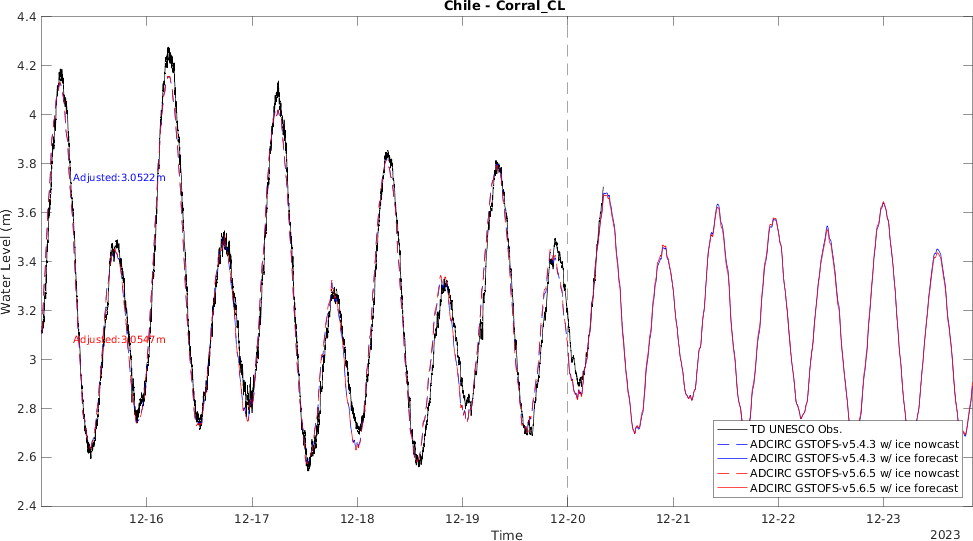 Chile - Corral_CL
4.4
4.2
4
3.8
3.6
3.4
3.2
3
2.8
2.6
2.4
Water Level (m)
Adjusted:3.0522m
Adjusted:3.0547m
TD UNESCO Obs.
ADCIRC GSTOFS-v5.4.3 w/ ice nowcast
ADCIRC GSTOFS-v5.4.3 w/ ice forecast
ADCIRC GSTOFS-v5.6.5 w/ ice nowcast
ADCIRC GSTOFS-v5.6.5 w/ ice forecast
12-16 12-17 12-18 12-19 12-20 12-21 12-22 12-23
Time
2023